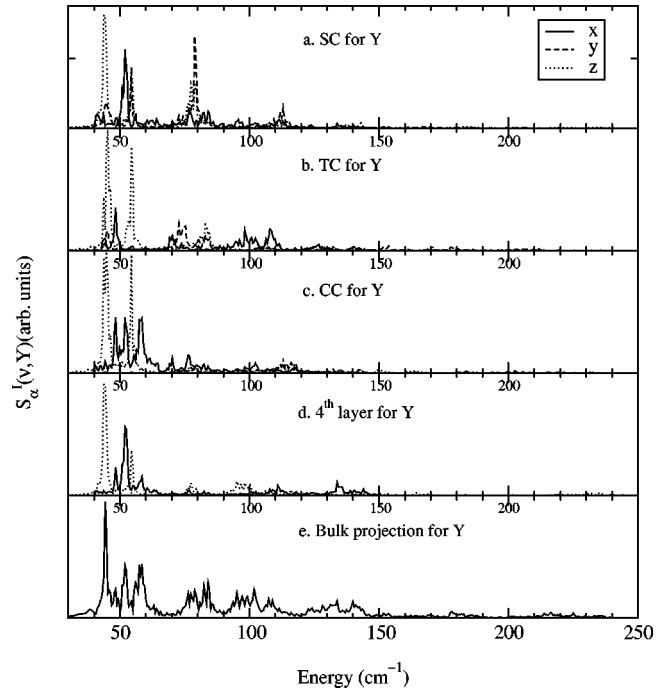 a. SC for Y
x
y
z
50 100 150 200
b. TC for Y
50 100 150 200
c. CC for Y
50 100 150 200
d. 4th layer for Y
50 100 150 200
e. Bulk projection for Y
50 100 150 200 250
Energy (cm⁻¹)
S_α^I(ν,Y)(arb. units)